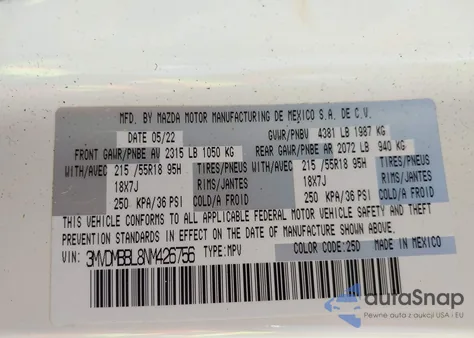 MFD. BY MAZDA MOTOR MANUFACTURING DE MEXICO S.A. DE C.V.
DATE 05/22 GVWR/PNBV 4381 LB 1987 KG
FRONT GAWR/PNBE AV 2315 LB 1050 KG REAR GAWR/PNBE AR 2072 LB 940 KG
WITH/AVEC 215 /55R18 95H TIRES/PNEUS WITH/AVEC 215 /55R18 95H TIRES/PNEUS
18X7J RIMS/JANTES 18X7J RIMS/JANTES
250 KPA/36 PSI COLD/A FROID 250 KPA/36 PSI COLD/A FROID
THIS VEHICLE CONFORMS TO ALL APPLICABLE FEDERAL MOTOR VEHICLE SAFETY AND THEFT
PREVENTION STANDARDS IN EFFECT ON THE DATE OF MANUFACTURE SHOWN ABOVE.
VIN: 3MVDMBBL8NM426756 TYPE:MPV COLOR CODE:25D MADE IN MEXICO
autoSnap
Pewny dom z aukcji USA i EU